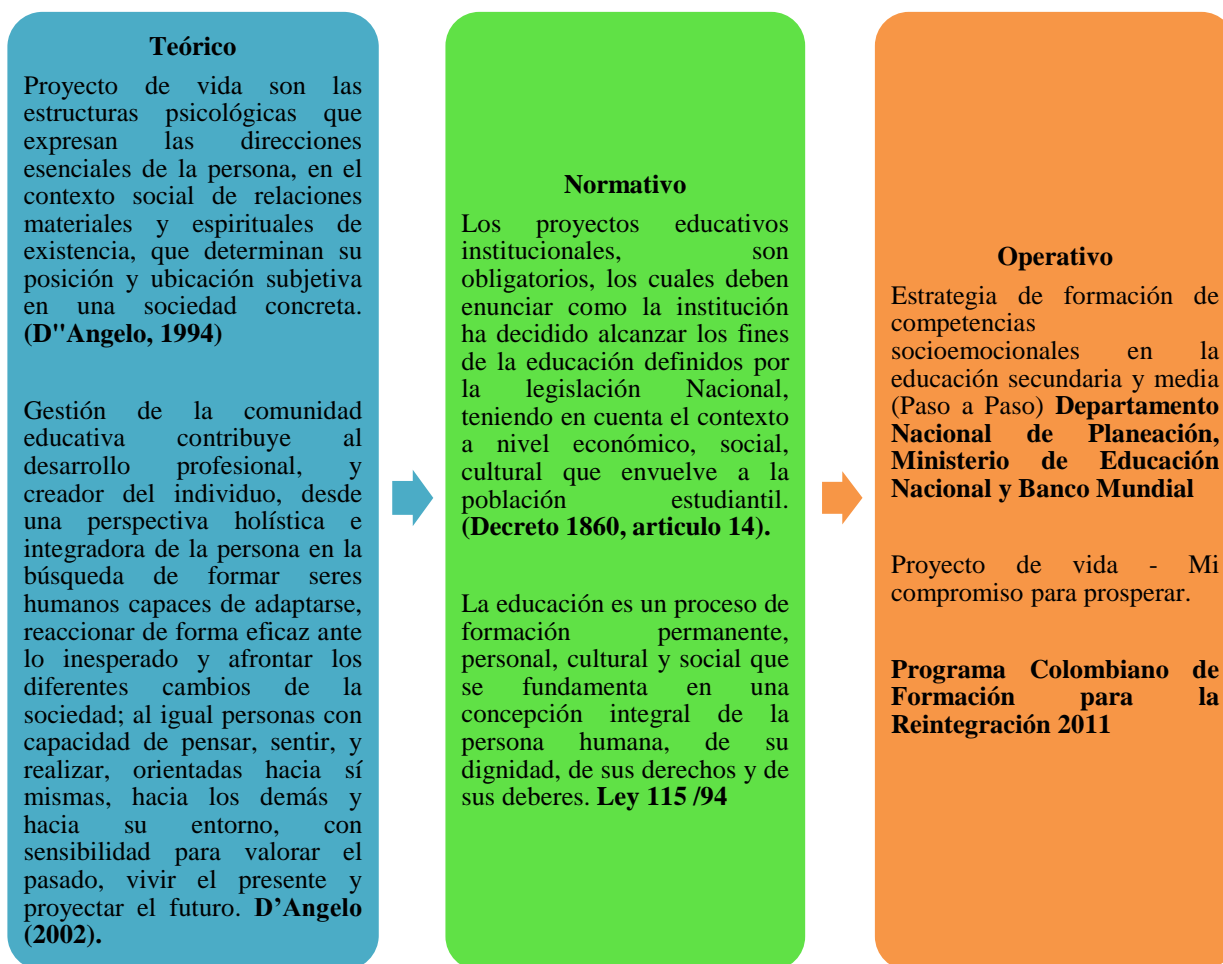 Teórico
Proyecto de vida son las
estructuras psicológicas que
expresan las direcciones
esenciales de la persona, en el
contexto social de relaciones
materiales y espirituales de
existencia, que determinan su
posición y ubicación subjetiva
en una sociedad concreta.
(D"Angelo, 1994)
Gestión de la comunidad
educativa contribuye al
desarrollo profesional, y
creador del individuo, desde
una perspectiva holística e
integradora de la persona en la
búsqueda de formar seres
humanos capaces de adaptarse,
reaccionar de forma eficaz ante
lo inesperado y afrontar los
diferentes cambios de la
sociedad; al igual personas con
capacidad de pensar, sentir, y
realizar, orientadas hacia sí
mismas, hacia los demás y
hacia su entorno, con
sensibilidad para valorar el
pasado, vivir el presente y
proyectar el futuro. D’Angelo
(2002).
Normativo
Los proyectos educativos
institucionales, son
obligatorios, los cuales deben
enunciar como la institución
ha decidido alcanzar los fines
de la educación definidos por
la legislación Nacional,
teniendo en cuenta el contexto
a nivel económico, social,
cultural que envuelve a la
población estudiantil.
(Decreto 1860, articulo 14).
La educación es un proceso de
formación permanente,
personal, cultural y social que
se fundamenta en una
concepción integral de la
persona humana, de su
dignidad, de sus derechos y de
sus deberes. Ley 115 /94
Operativo
Estrategia de formación de
competencias
socioemocionales en la
educación secundaria y media
(Paso a Paso) Departamento
Nacional de Planeación,
Ministerio de Educación
Nacional y Banco Mundial
Proyecto de vida - Mi
compromiso para prosperar.
Programa Colombiano de
Formación para la
Reintegración 2011